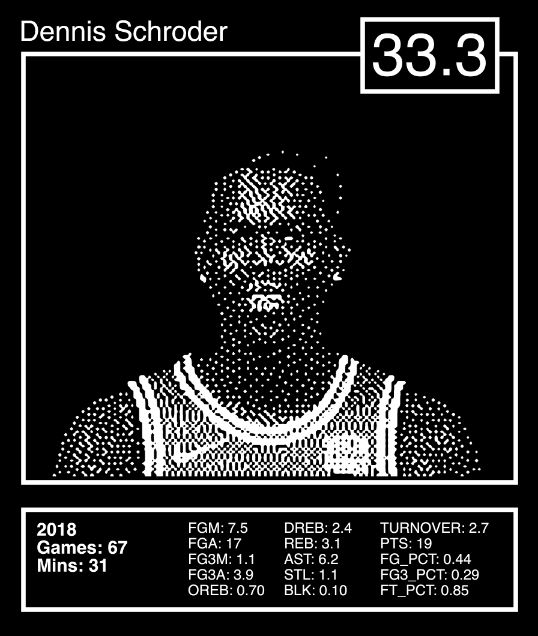 Dennis Schroder
33.3
2018
Games: 67
Mins: 31
FGM: 7.5
FGA: 17
FG3M: 1.1
FG3A: 3.9
OREB: 0.70
DREB: 2.4
REB: 3.1
AST: 6.2
STL: 1.1
BLK: 0.10
TURNOVER: 2.7
PTS: 19
FG_PCT: 0.44
FG3_PCT: 0.29
FT_PCT: 0.85